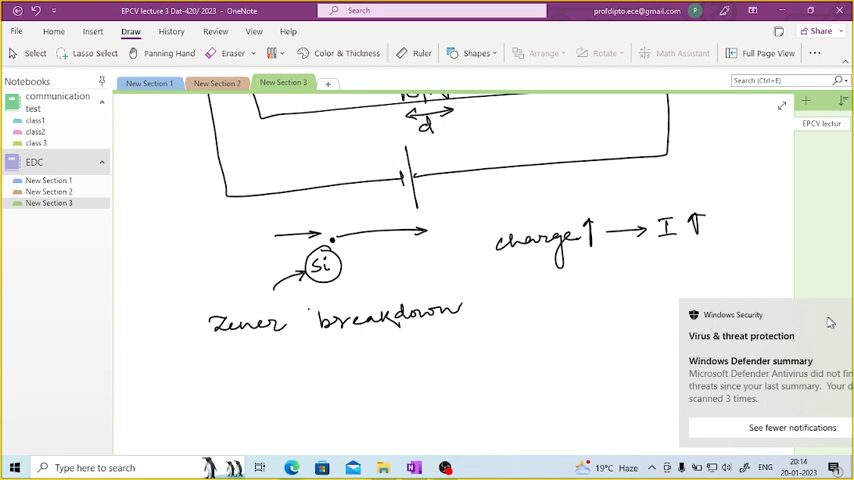 EPCV lecture 3 Dat-420/ 2023 - OneNote
Search
profdipto.ece@gmail.com
P
File
Home
Insert
Draw
History
Review
View
Help
Share
Select
Lasso Select
Panning Hand
Eraser
Color & Thickness
Ruler
Shapes
Arrange
Rotate
Math Assistant
Full Page View
Notebooks
New Section 1
New Section 2
New Section 3
Search (Ctrl+E)
communication
test
class1
class2
class 3
EDC
New Section 1
New Section 2
New Section 3
EPCV lectur
d
charge ↑ → I ↑
Si
Zener breakdown
Windows Security
Virus & threat protection
Windows Defender summary
Microsoft Defender Antivirus did not fin
threats since your last summary. Your d
scanned 3 times.
See fewer notifications
Type here to search
19°C Haze
ENG
20:14
20-01-2023
1